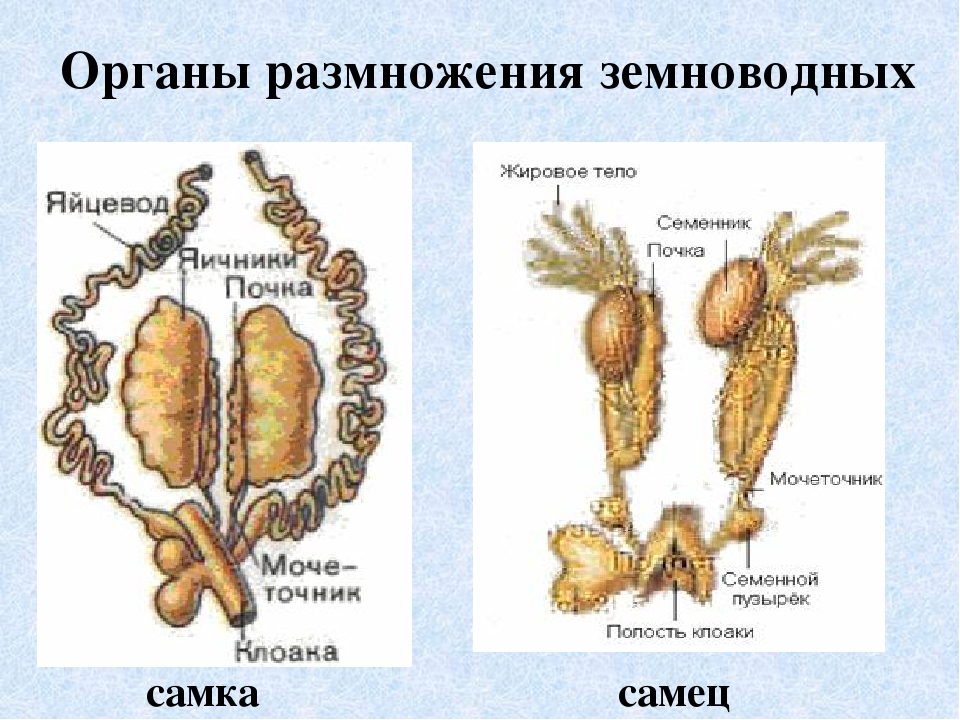 Органы размножения земноводных
Яйцевод
Яичники
Почка
Моче-
точник
Клоака
Жировое тело
Семенник
Почка
Мочеточник
Семенной
пузырёк
Полость клоаки
самка
самец